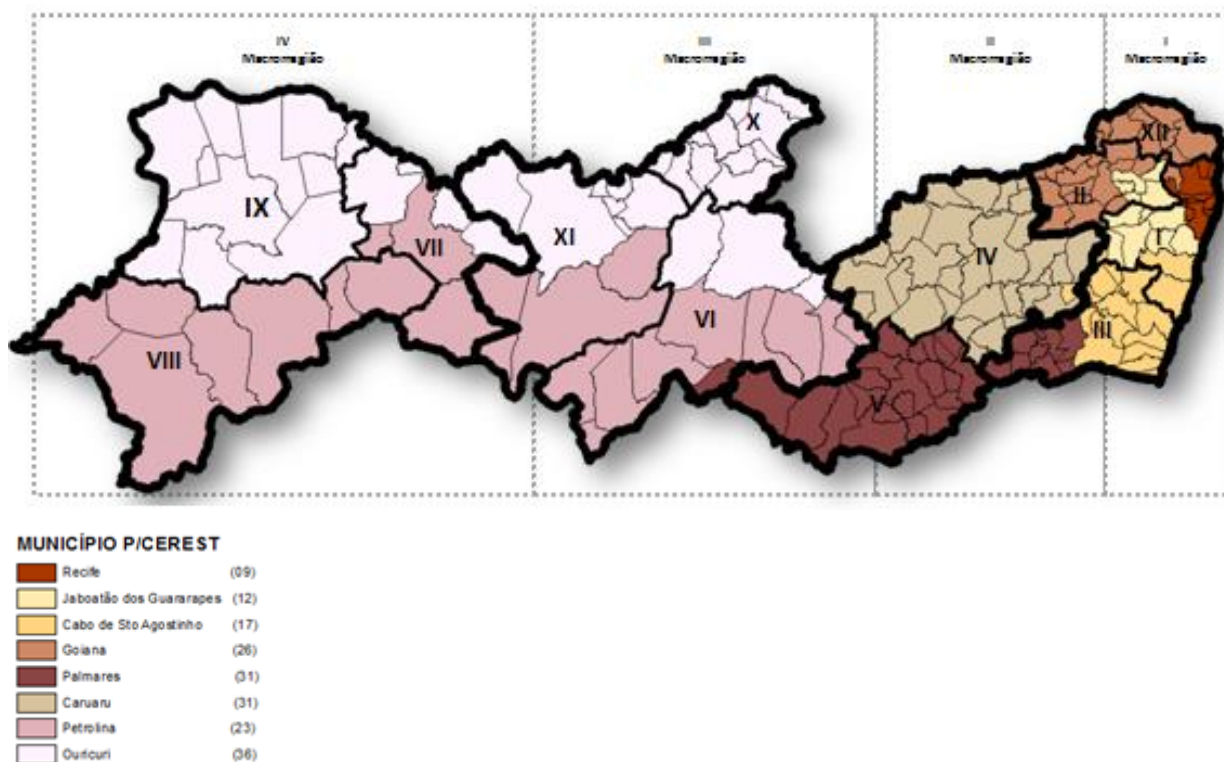 IV III II I
Macrorregião Macrorregião Macrorregião Macrorregião
X
XII
IX
II
VII
XI
IV
I
VI
III
VIII
V
MUNICÍPIO P/CEREST
Recife (09)
Jaboatão dos Guararapes (12)
Cabo de Sto Agostinho (17)
Goiana (26)
Palmares (31)
Caruaru (31)
Petrolina (23)
Ouricuri (36)